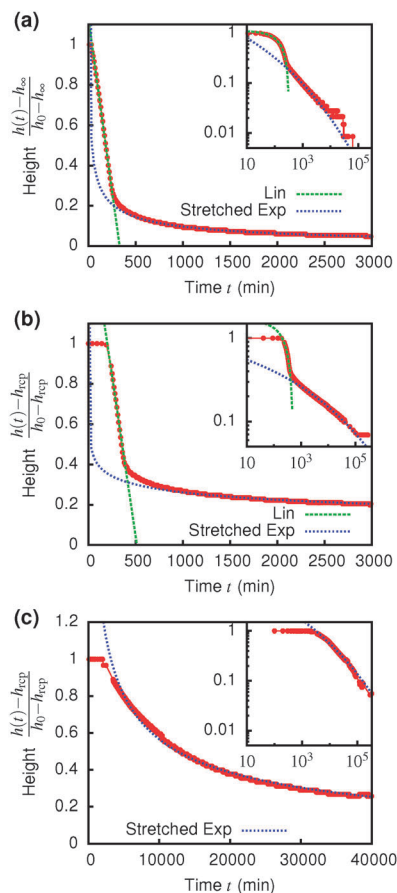 (a)
1
0.8
0.6
0.4
0.2
0
Height (h(t)−h∞)/(h0−h∞)
0 500 1000 1500 2000 2500 3000
Time t (min)
1
0.1
0.01
10 10³ 10⁵
Lin
Stretched Exp
(b)
1
0.8
0.6
0.4
0.2
0
Height (h(t)−hrcp)/(h0−hrcp)
0 500 1000 1500 2000 2500 3000
Time t (min)
1
0.1
10 10³ 10⁵
Lin
Stretched Exp
(c)
1.2
1
0.8
0.6
0.4
0.2
0
Height (h(t)−hrcp)/(h0−hrcp)
0 10000 20000 30000 40000
Time t (min)
1
0.1
0.01
10 10³ 10⁵
Stretched Exp